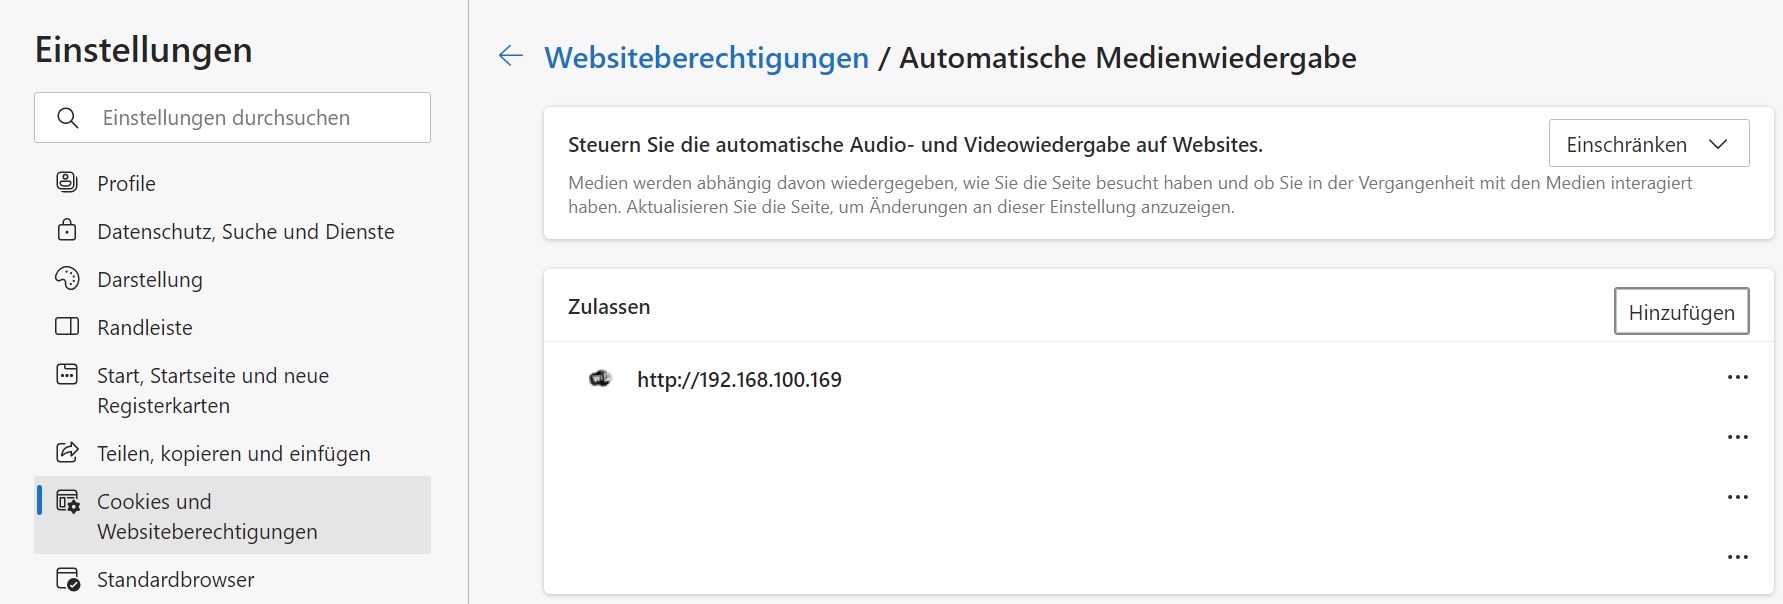 Einstellungen
Einstellungen durchsuchen
Profile
Datenschutz, Suche und Dienste
Darstellung
Randleiste
Start, Startseite und neue
Registerkarten
Teilen, kopieren und einfügen
Cookies und
Websiteberechtigungen
Standardbrowser
Websiteberechtigungen / Automatische Medienwiedergabe
Steuern Sie die automatische Audio- und Videowiedergabe auf Websites.
Einschränken
Medien werden abhängig davon wiedergegeben, wie Sie die Seite besucht haben und ob Sie in der Vergangenheit mit den Medien interagiert
haben. Aktualisieren Sie die Seite, um Änderungen an dieser Einstellung anzuzeigen.
Zulassen
Hinzufügen
http://192.168.100.169